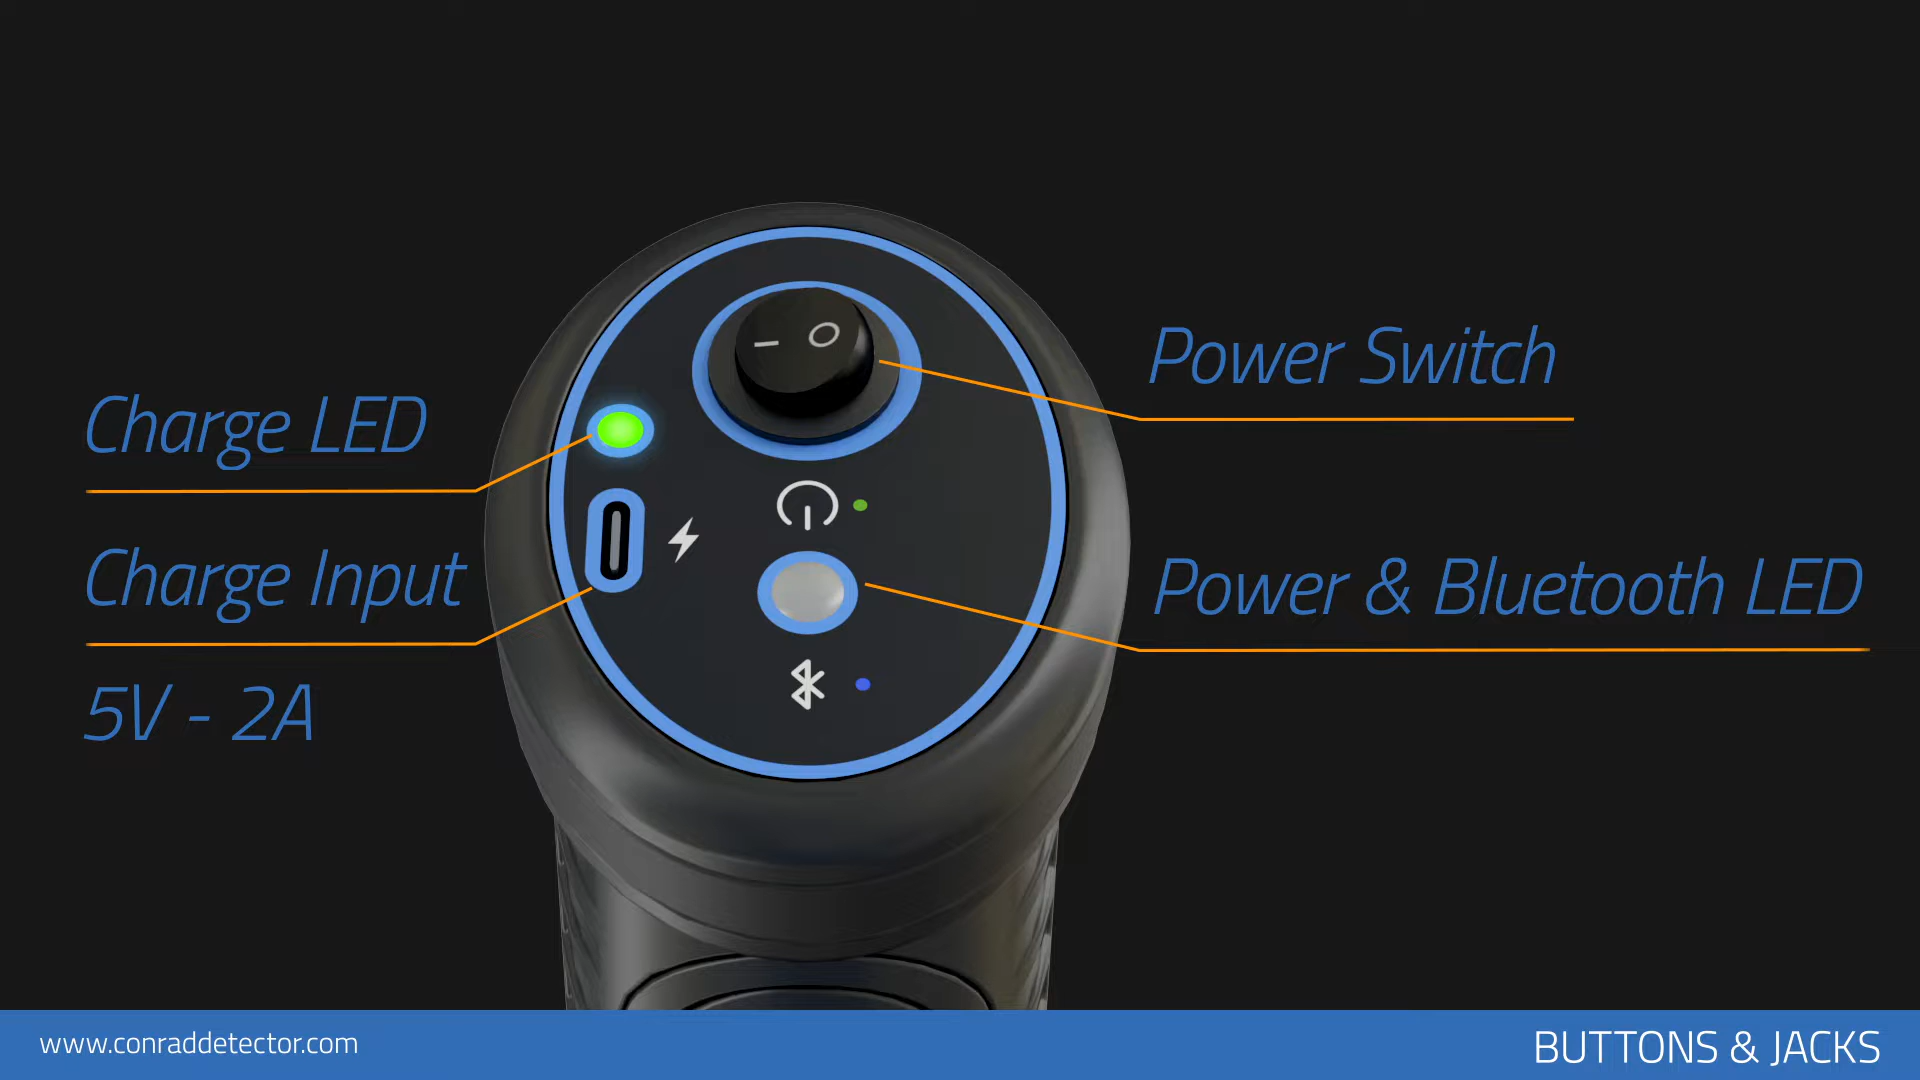 Power Switch
Charge LED
Charge Input
5V - 2A
Power & Bluetooth LED
www.conraddetector.com
BUTTONS & JACKS